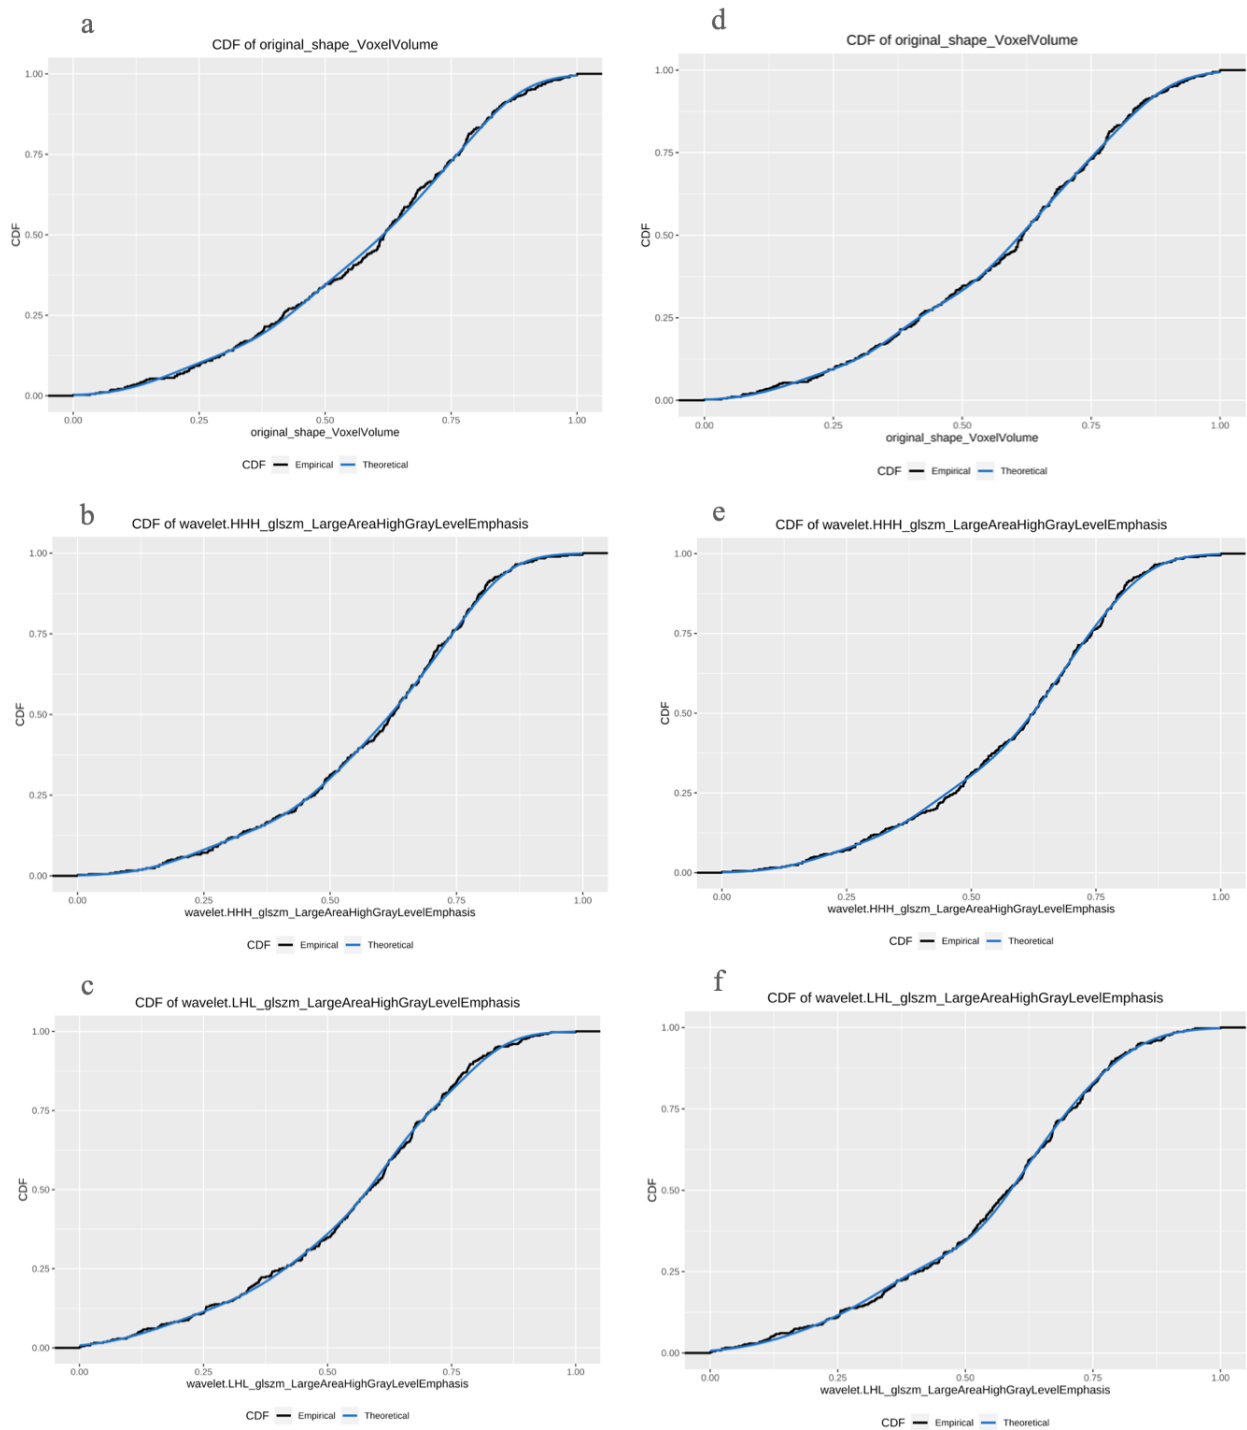 a
CDF of original_shape_VoxelVolume
1.00
0.75
0.50
0.25
0.00
CDF
0.00 0.25 0.50 0.75 1.00
original_shape_VoxelVolume
CDF Empirical Theoretical
d
CDF of original_shape_VoxelVolume
1.00
0.75
0.50
0.25
0.00
CDF
0.00 0.25 0.50 0.75 1.00
original_shape_VoxelVolume
CDF Empirical Theoretical
b
CDF of wavelet.HHH_glszm_LargeAreaHighGrayLevelEmphasis
1.00
0.75
0.50
0.25
0.00
CDF
0.00 0.25 0.50 0.75 1.00
wavelet.HHH_glszm_LargeAreaHighGrayLevelEmphasis
CDF Empirical Theoretical
e
CDF of wavelet.HHH_glszm_LargeAreaHighGrayLevelEmphasis
1.00
0.75
0.50
0.25
0.00
CDF
0.00 0.25 0.50 0.75 1.00
wavelet.HHH_glszm_LargeAreaHighGrayLevelEmphasis
CDF Empirical Theoretical
c
CDF of wavelet.LHL_glszm_LargeAreaHighGrayLevelEmphasis
1.00
0.75
0.50
0.25
0.00
CDF
0.00 0.25 0.50 0.75 1.00
wavelet.LHL_glszm_LargeAreaHighGrayLevelEmphasis
CDF Empirical Theoretical
f
CDF of wavelet.LHL_glszm_LargeAreaHighGrayLevelEmphasis
1.00
0.75
0.50
0.25
0.00
CDF
0.00 0.25 0.50 0.75 1.00
wavelet.LHL_glszm_LargeAreaHighGrayLevelEmphasis
CDF Empirical Theoretical